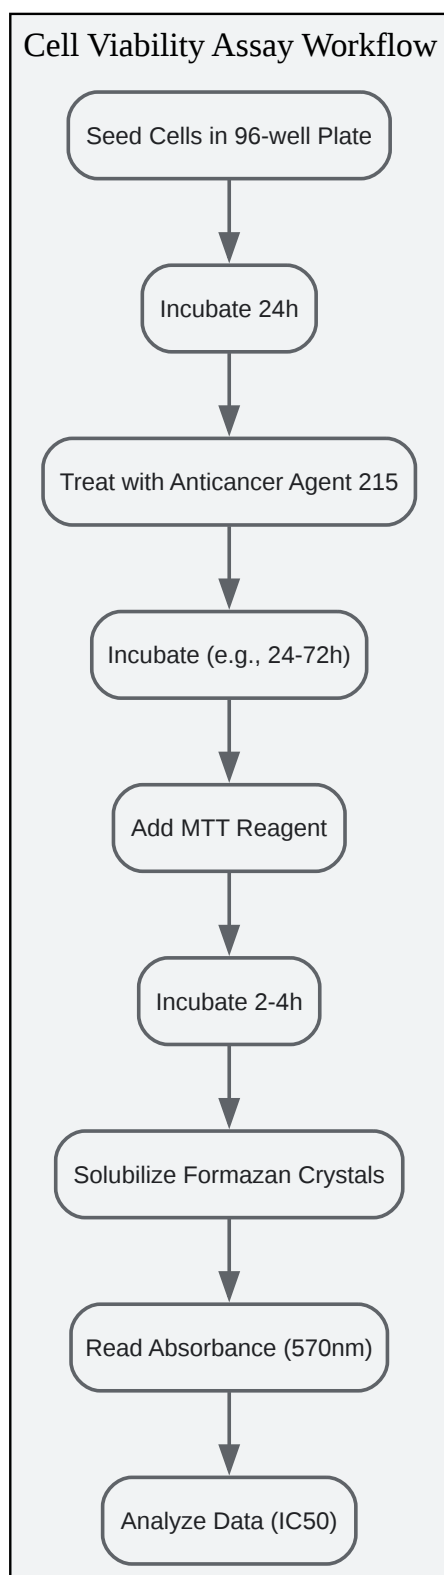 Cell Viability Assay Workflow
Seed Cells in 96-well Plate
Incubate 24h
Treat with Anticancer Agent 215
Incubate (e.g., 24-72h)
Add MTT Reagent
Incubate 2-4h
Solubilize Formazan Crystals
Read Absorbance (570nm)
Analyze Data (IC50)